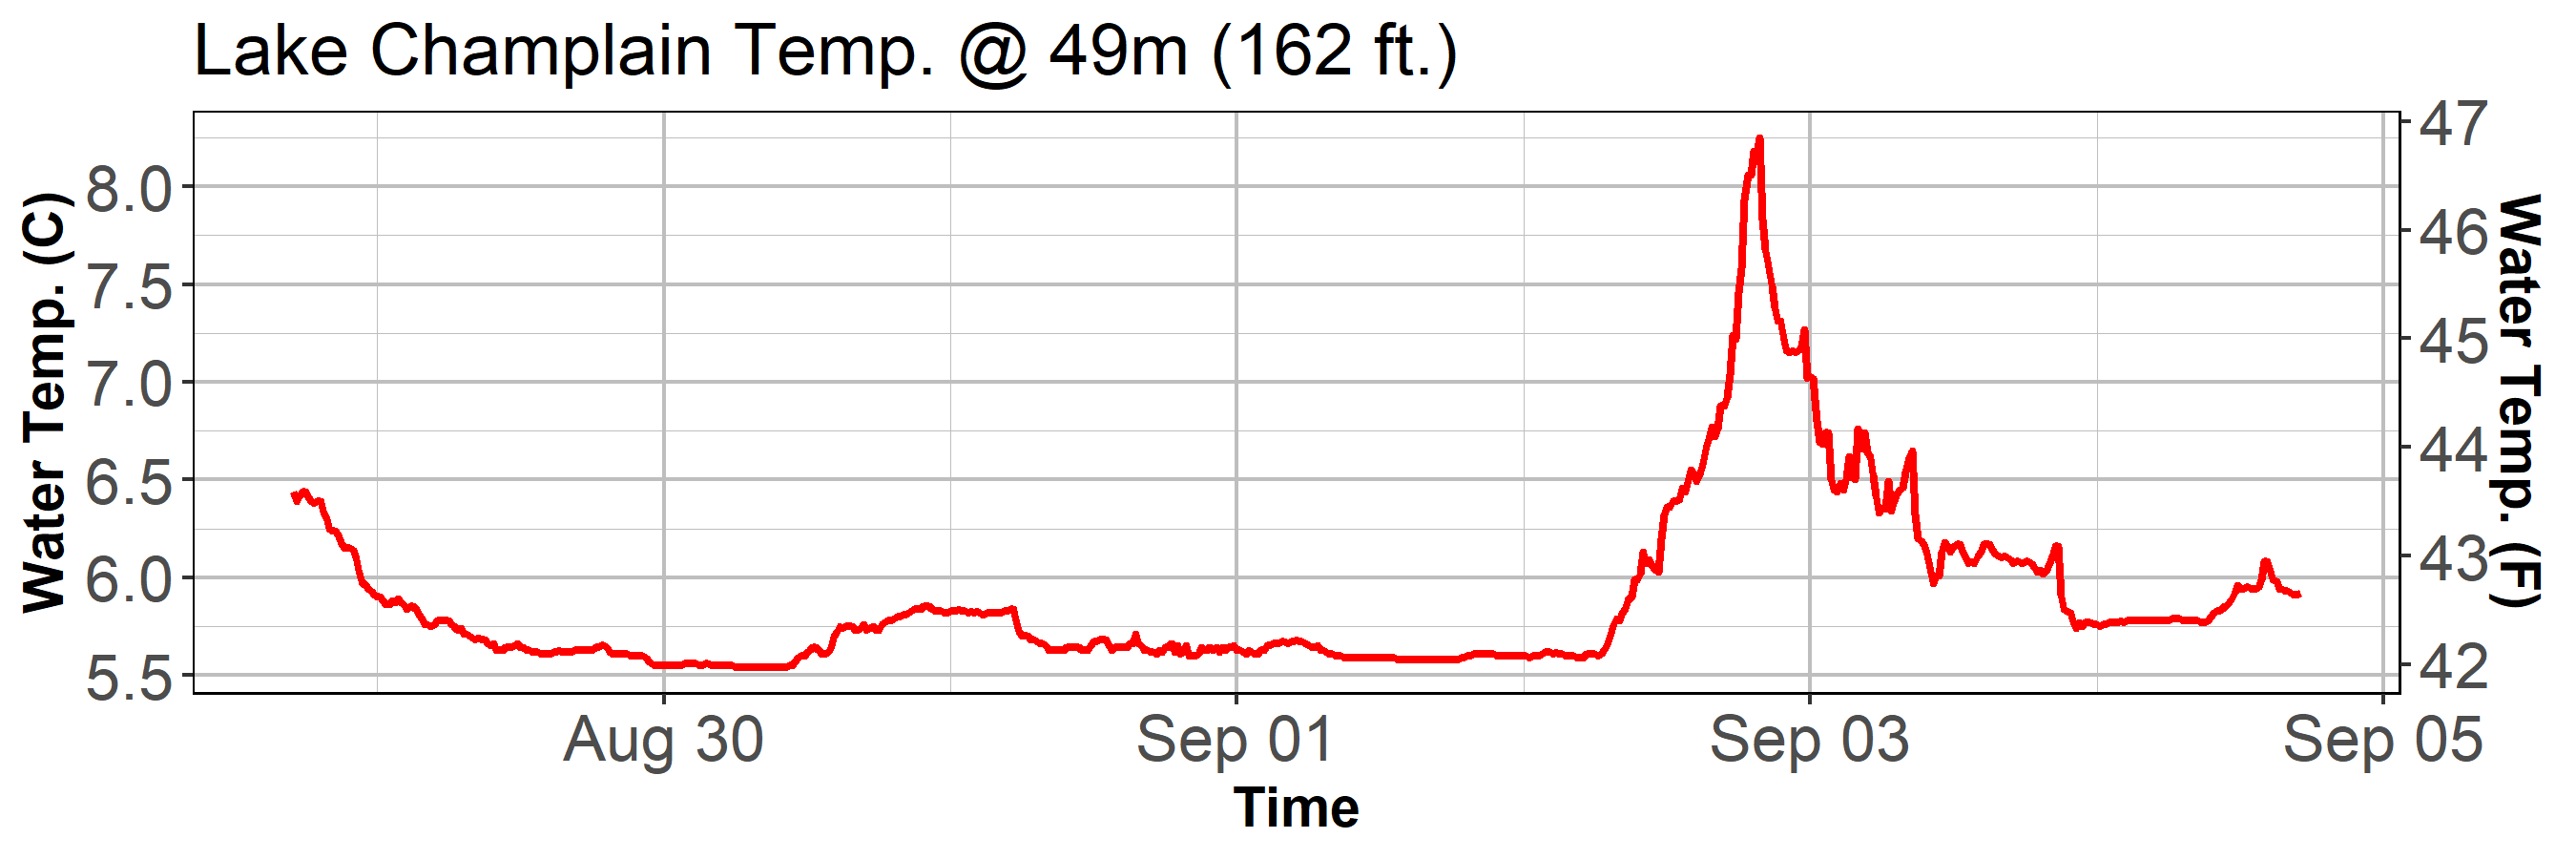 Lake Champlain Temp. @ 49m (162 ft.)
Water Temp. (C)
8.0
7.5
7.0
6.5
6.0
5.5
47
46
45
44
43
42
Water Temp. (F)
Aug 30 Sep 01 Sep 03 Sep 05
Time